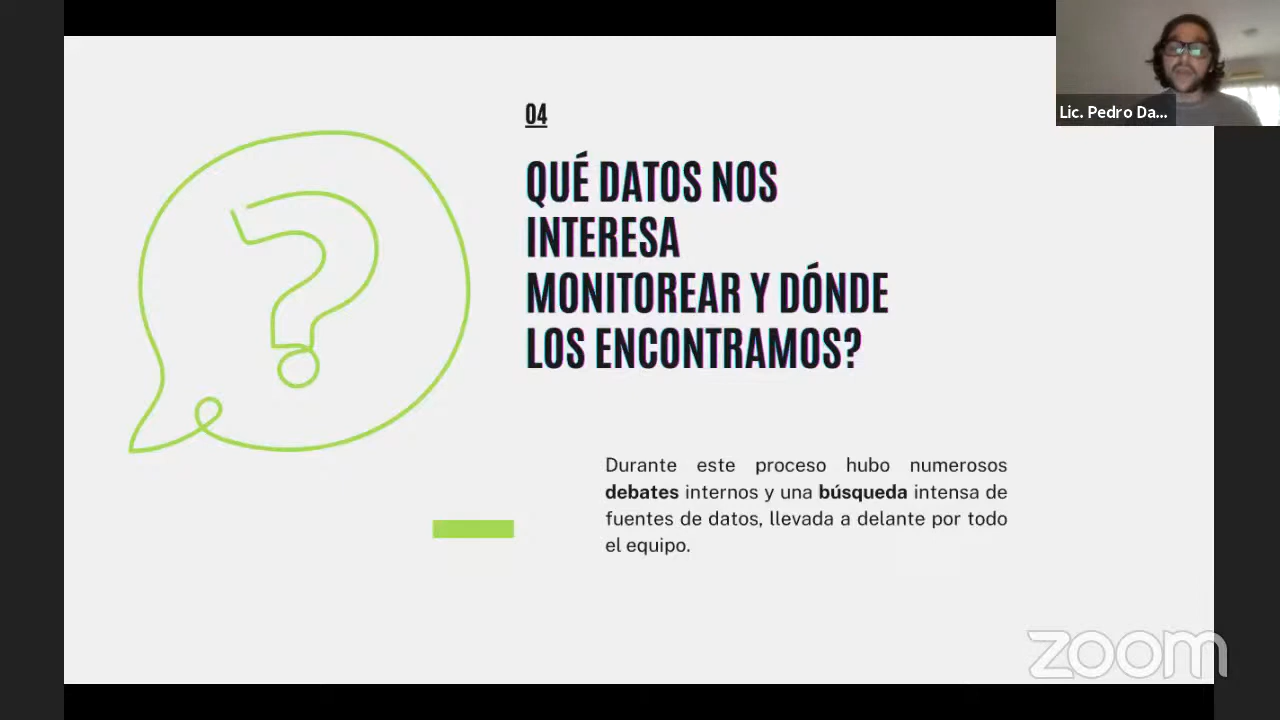 Lic. Pedro Da...
04
QUÉ DATOS NOS
INTERESA
MONITOREAR Y DÓNDE
LOS ENCONTRAMOS?
Durante este proceso hubo numerosos
debates internos y una búsqueda intensa de
fuentes de datos, llevada a delante por todo
el equipo.
zoom